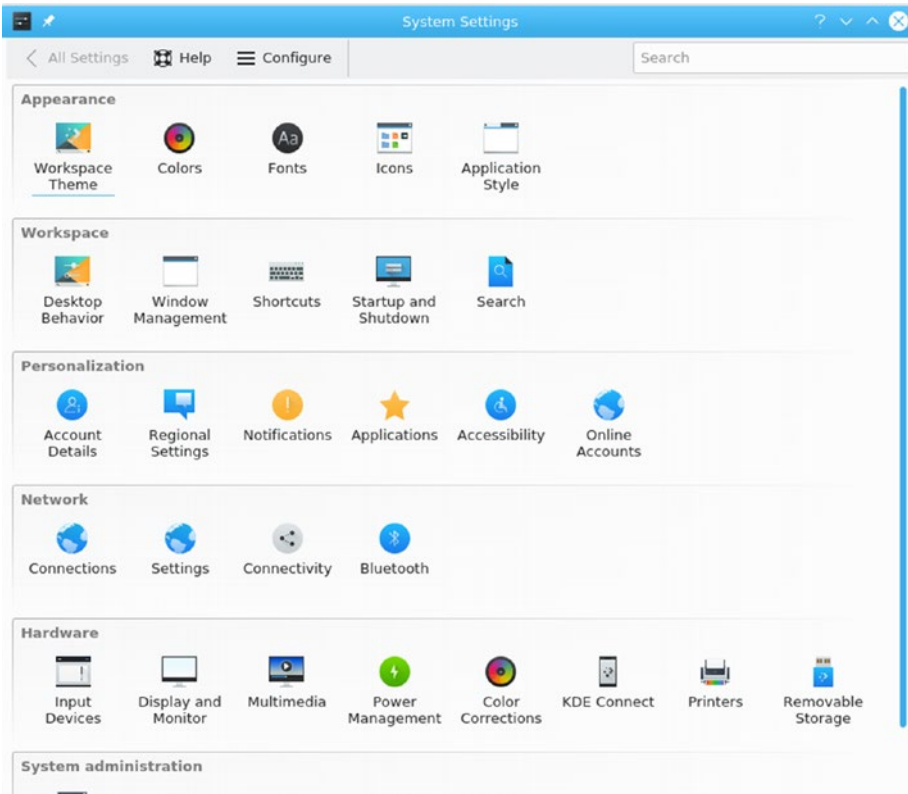 System Settings
All Settings Help Configure Search
Appearance
Workspace Theme Colors Aa Fonts Icons Application Style
Workspace
Desktop Behavior Window Management Shortcuts Startup and Shutdown Search
Personalization
Account Details Regional Settings Notifications Applications Accessibility Online Accounts
Network
Connections Settings Connectivity Bluetooth
Hardware
Input Devices Display and Monitor Multimedia Power Management Color Corrections KDE Connect Printers Removable Storage
System administration